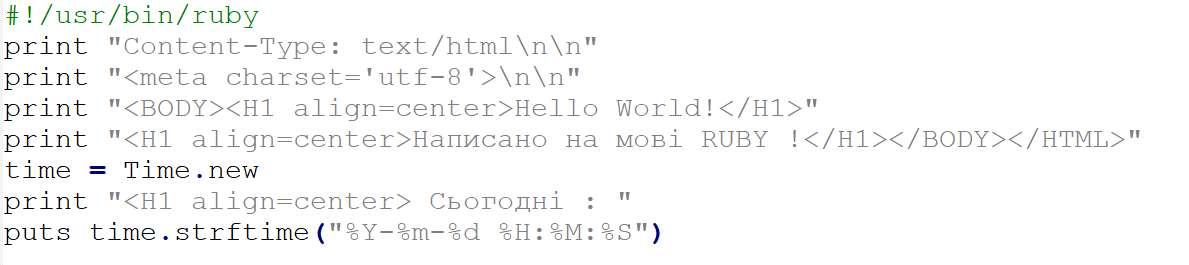 #!/usr/bin/ruby
print "Content-Type: text/html\n\n"
print "<meta charset='utf-8'>\n\n"
print "<BODY><H1 align=center>Hello World!</H1>"
print "<H1 align=center>Написано на мові RUBY !</H1></BODY></HTML>"
time = Time.new
print "<H1 align=center> Сьогодні : "
puts time.strftime("%Y-%m-%d %H:%M:%S")